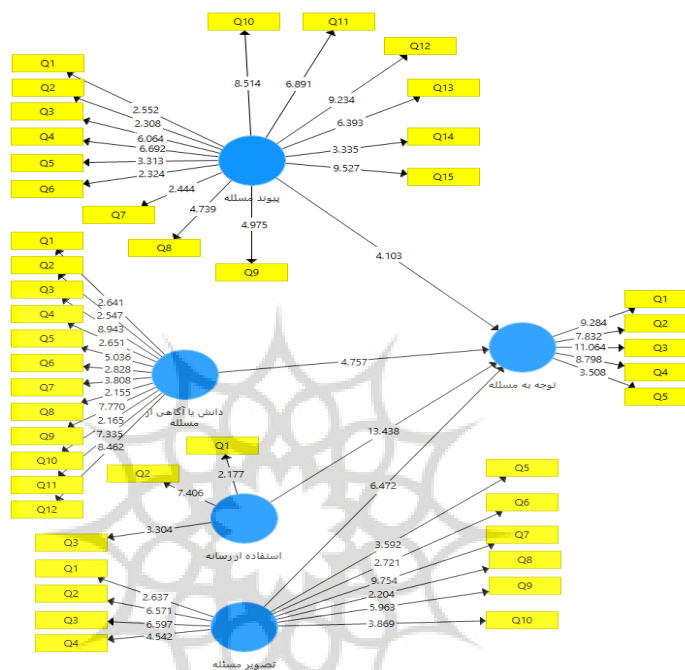 Q10
Q11
Q12
Q13
Q14
Q15
Q1
Q2
Q3
Q4
Q5
Q6
Q7
Q8
Q9
8.514
6.891
9.234
6.393
3.335
9.527
2.552
2.308
6.064
6.692
3.313
2.324
2.444
4.739
4.975
پیوند مسئله
4.103
Q1
Q2
Q3
Q4
Q5
Q6
Q7
Q8
Q9
Q10
Q11
Q12
2.641
2.547
8.943
2.651
5.036
2.828
3.808
2.155
7.770
2.165
7.335
8.462
دانش یا آگاهی از
مسئله
4.757
Q1
Q2
Q3
Q4
Q5
9.284
7.832
11.064
8.798
3.508
توجه به مسئله
Q1
Q2
Q3
2.177
7.406
3.304
استفاده از رسانه
13.438
6.472
Q1
Q2
Q3
Q4
2.637
6.571
6.597
4.542
Q5
Q6
Q7
Q8
Q9
Q10
3.592
2.721
9.754
2.204
5.963
3.869
تصویر مسئله